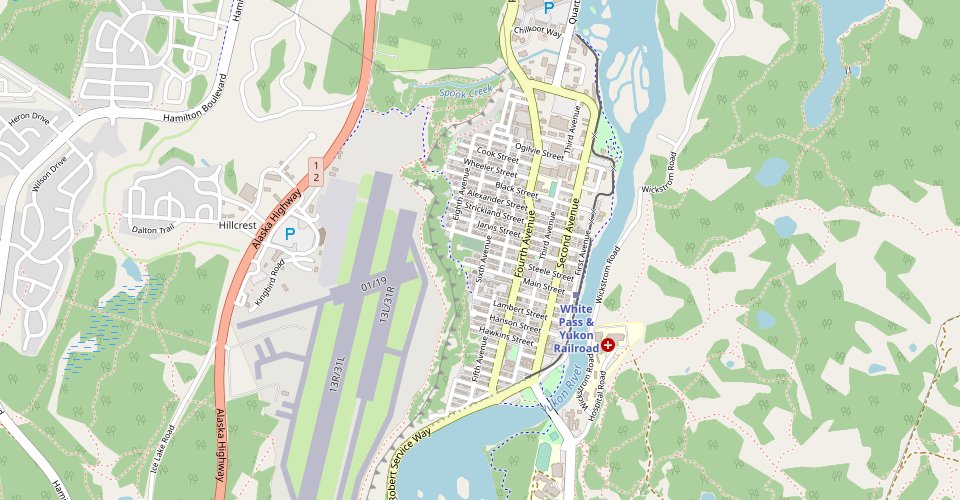 P
Quart
Chilkoot Way
Ham
Spook Creek
Hamilton Boulevard
Heron Drive
Third Avenue
Ogilvie Street
Cook Street
Wheeler Street
Black Street
Alexander Street
Strickland Street
Jarvis Street
Eighth Avenue
Wilson Drive
1
2
Wickstrom Road
Alaska Highway
Dalton Trail
Hillcrest
P
Kingbird Road
Sixth Avenue
Fourth Avenue
Third Avenue
Second Avenue
First Avenue
Steele Street
Main Street
Wickstrom Road
01/19
13L/31R
Lambert Street
Hanson Street
Hawkins Street
White
Pass &
Yukon
Railroad
13R/31L
Fifth Avenue
Yukon River
Wickstrom Road
Hospital Road
Alaska Highway
Ice Lake Road
Robert Service Way
Ham